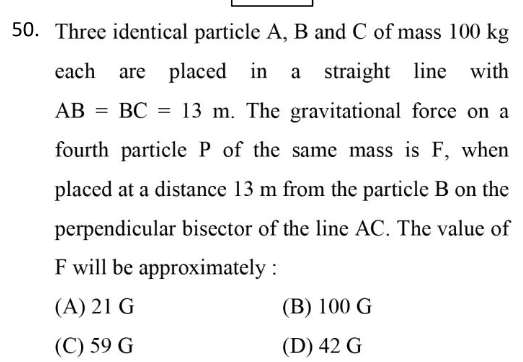 50. Three identical particle A, B and C of mass 100 kg
each are placed in a straight line with
AB = BC = 13 m. The gravitational force on a
fourth particle P of the same mass is F, when
placed at a distance 13 m from the particle B on the
perpendicular bisector of the line AC. The value of
F will be approximately :
(A) 21 G (B) 100 G
(C) 59 G (D) 42 G